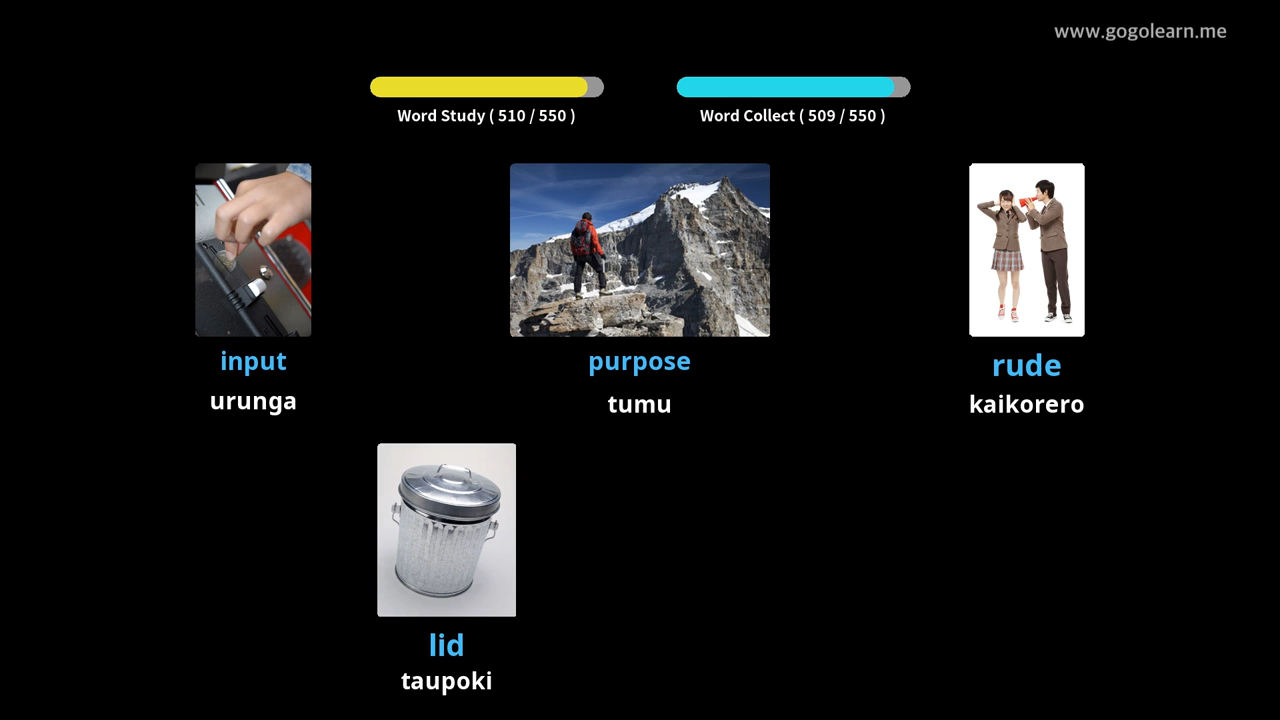 www.gogolearn.me
Word Study ( 510 / 550 )
Word Collect ( 509 / 550 )
input
urunga
purpose
tumu
rude
kaikorero
lid
taupoki